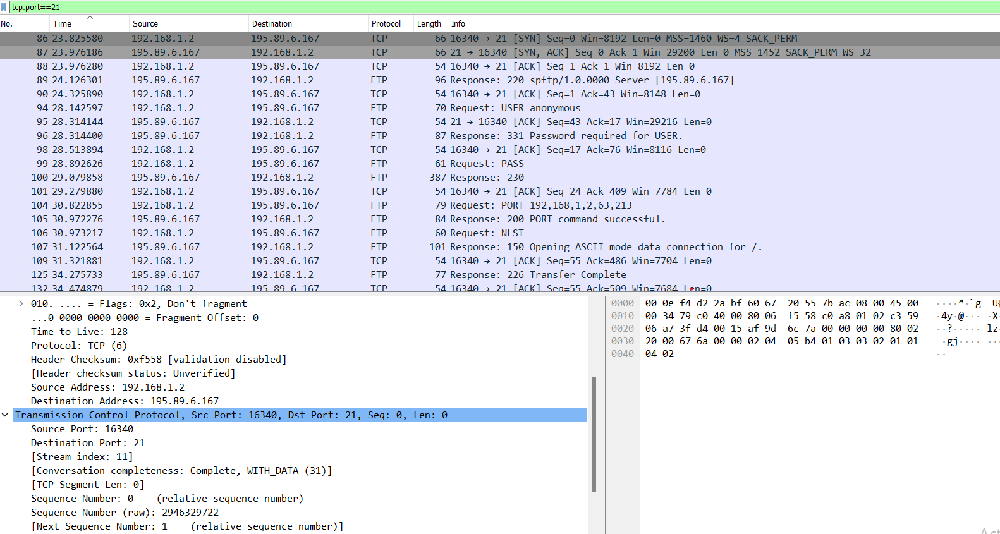 tcp.port==21
No. Time Source Destination Protocol Length Info
86 23.825580 192.168.1.2 195.89.6.167 TCP 66 16340 → 21 [SYN] Seq=0 Win=8192 Len=0 MSS=1460 WS=4 SACK_PERM
87 23.976186 195.89.6.167 192.168.1.2 TCP 66 21 → 16340 [SYN, ACK] Seq=0 Ack=1 Win=29200 Len=0 MSS=1452 SACK_PERM WS=32
88 23.976280 192.168.1.2 195.89.6.167 TCP 54 16340 → 21 [ACK] Seq=1 Ack=1 Win=8192 Len=0
89 24.126301 195.89.6.167 192.168.1.2 FTP 96 Response: 220 spftp/1.0.0000 Server [195.89.6.167]
90 24.325890 192.168.1.2 195.89.6.167 TCP 54 16340 → 21 [ACK] Seq=1 Ack=43 Win=8148 Len=0
94 28.142597 192.168.1.2 195.89.6.167 FTP 70 Request: USER anonymous
95 28.314144 195.89.6.167 192.168.1.2 TCP 54 21 → 16340 [ACK] Seq=43 Ack=17 Win=29216 Len=0
96 28.314400 195.89.6.167 192.168.1.2 FTP 87 Response: 331 Password required for USER.
98 28.513894 192.168.1.2 195.89.6.167 TCP 54 16340 → 21 [ACK] Seq=17 Ack=76 Win=8116 Len=0
99 28.892626 192.168.1.2 195.89.6.167 FTP 61 Request: PASS
100 29.079858 195.89.6.167 192.168.1.2 FTP 387 Response: 230-
101 29.279880 192.168.1.2 195.89.6.167 TCP 54 16340 → 21 [ACK] Seq=24 Ack=409 Win=7784 Len=0
104 30.822855 192.168.1.2 195.89.6.167 FTP 79 Request: PORT 192,168,1,2,63,213
105 30.972276 195.89.6.167 192.168.1.2 FTP 84 Response: 200 PORT command successful.
106 30.973217 192.168.1.2 195.89.6.167 FTP 60 Request: NLST
107 31.122564 195.89.6.167 192.168.1.2 FTP 101 Response: 150 Opening ASCII mode data connection for /.
109 31.321881 192.168.1.2 195.89.6.167 TCP 54 16340 → 21 [ACK] Seq=55 Ack=486 Win=7704 Len=0
125 34.275733 195.89.6.167 192.168.1.2 FTP 77 Response: 226 Transfer Complete
132 34.474879 192.168.1.2 195.89.6.167 TCP 54 16340 → 21 [ACK] Seq=55 Ack=509 Win=7684 Len=0
010. .... = Flags: 0x2, Don't fragment
...0 0000 0000 0000 = Fragment Offset: 0
Time to Live: 128
Protocol: TCP (6)
Header Checksum: 0xf558 [validation disabled]
[Header checksum status: Unverified]
Source Address: 192.168.1.2
Destination Address: 195.89.6.167
Transmission Control Protocol, Src Port: 16340, Dst Port: 21, Seq: 0, Len: 0
Source Port: 16340
Destination Port: 21
[Stream index: 11]
[Conversation completeness: Complete, WITH_DATA (31)]
[TCP Segment Len: 0]
Sequence Number: 0 (relative sequence number)
Sequence Number (raw): 2946329722
[Next Sequence Number: 1 (relative sequence number)]
0000 00 0e f4 d2 2a bf 60 67 20 55 7b ac 08 00 45 00 ····*·`g U{
0010 00 34 79 c0 40 00 80 06 f5 58 c0 a8 01 02 c3 59 ·4y·@··· ·X·
0020 06 a7 3f d4 00 15 af 9d 6c 7a 00 00 00 00 80 02 ··?····· lz·
0030 20 00 67 6a 00 00 02 04 05 b4 01 03 03 02 01 01 ·gj···· ···
0040 04 02 ··